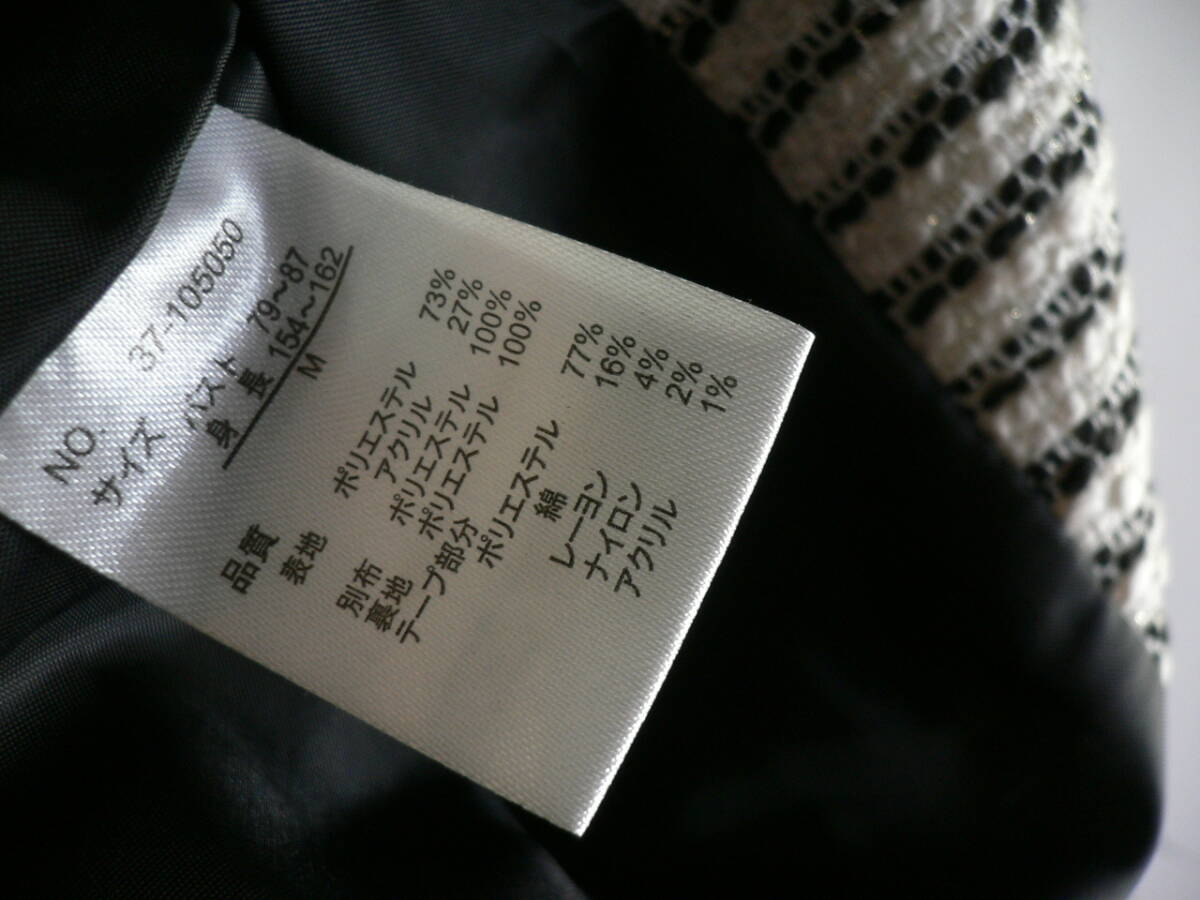 NO. 37-105050
サイズ バスト 79～87
身 長 154～162
M
品質
表地 ポリエステル 73%
アクリル 27%
別布 ポリエステル 100%
裏地 ポリエステル 100%
テープ部分
ポリエステル 77%
綿 16%
レーヨン 4%
ナイロン 2%
アクリル 1%